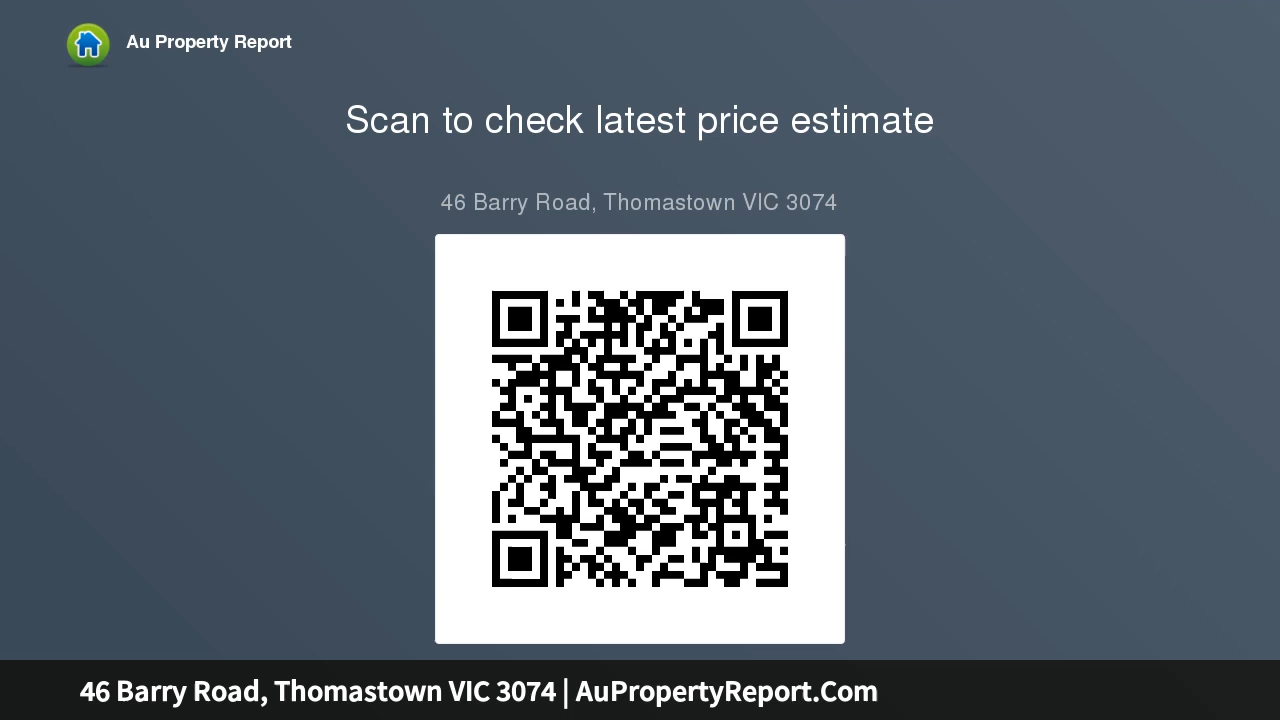 Au Property Report
Scan to check latest price estimate
46 Barry Road, Thomastown VIC 3074
46 Barry Road, Thomastown VIC 3074 | AuPropertyReport.Com